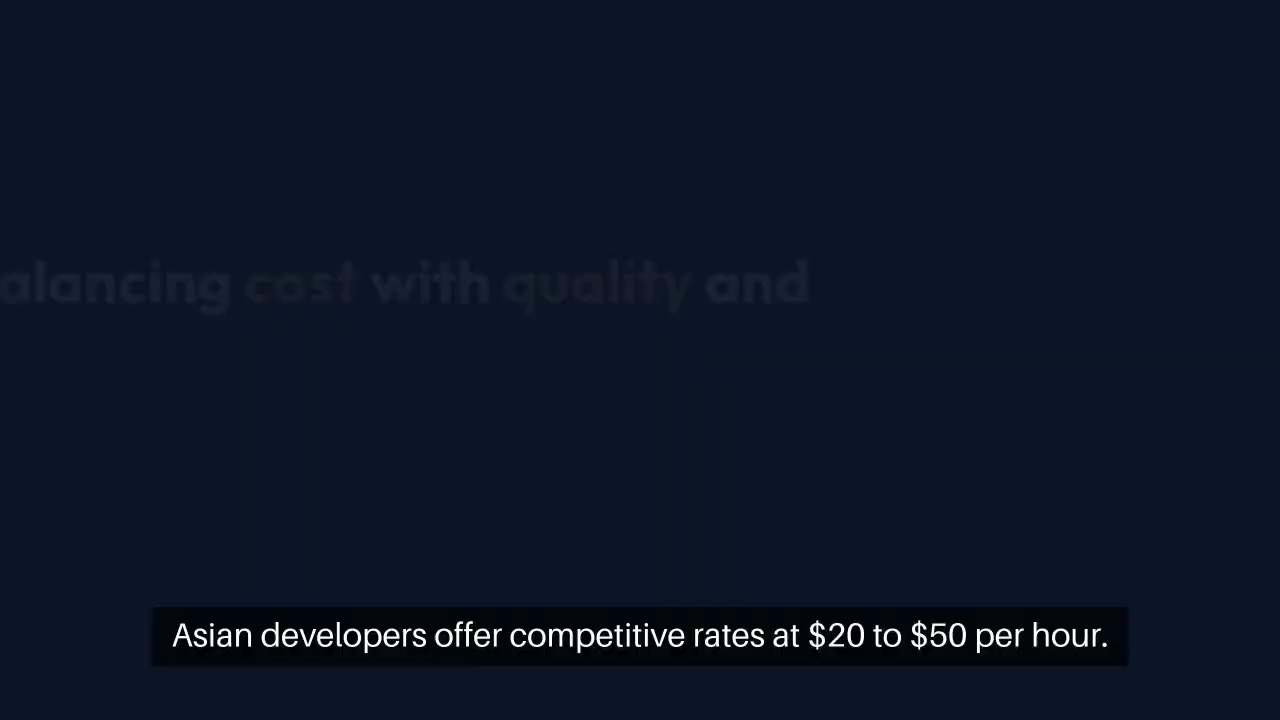 alancing cost with quality and
Asian developers offer competitive rates at $20 to $50 per hour.